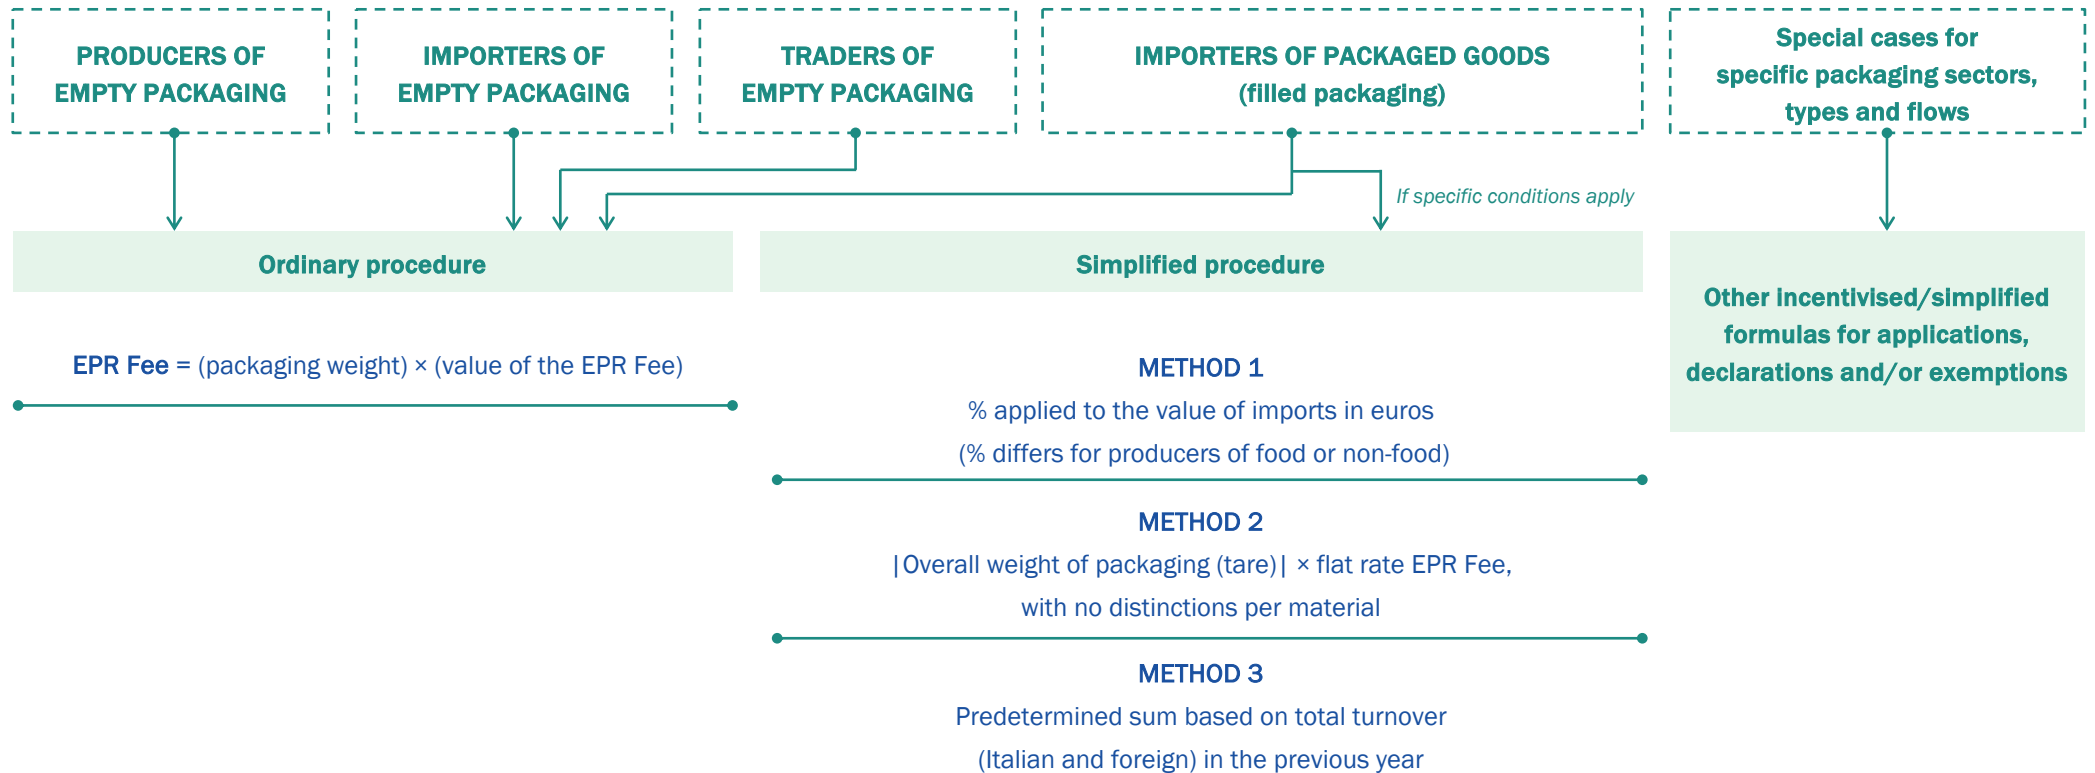 PRODUCERS OF
EMPTY PACKAGING
IMPORTERS OF
EMPTY PACKAGING
TRADERS OF
EMPTY PACKAGING
IMPORTERS OF PACKAGED GOODS
(filled packaging)
Special cases for
specific packaging sectors,
types and flows
If specific conditions apply
Ordinary procedure
EPR Fee = (packaging weight) × (value of the EPR Fee)
Simplified procedure
METHOD 1
% applied to the value of imports in euros
(% differs for producers of food or non-food)
METHOD 2
|Overall weight of packaging (tare)| × flat rate EPR Fee,
with no distinctions per material
METHOD 3
Predetermined sum based on total turnover
(Italian and foreign) in the previous year
Other incentivised/simplified
formulas for applications,
declarations and/or exemptions